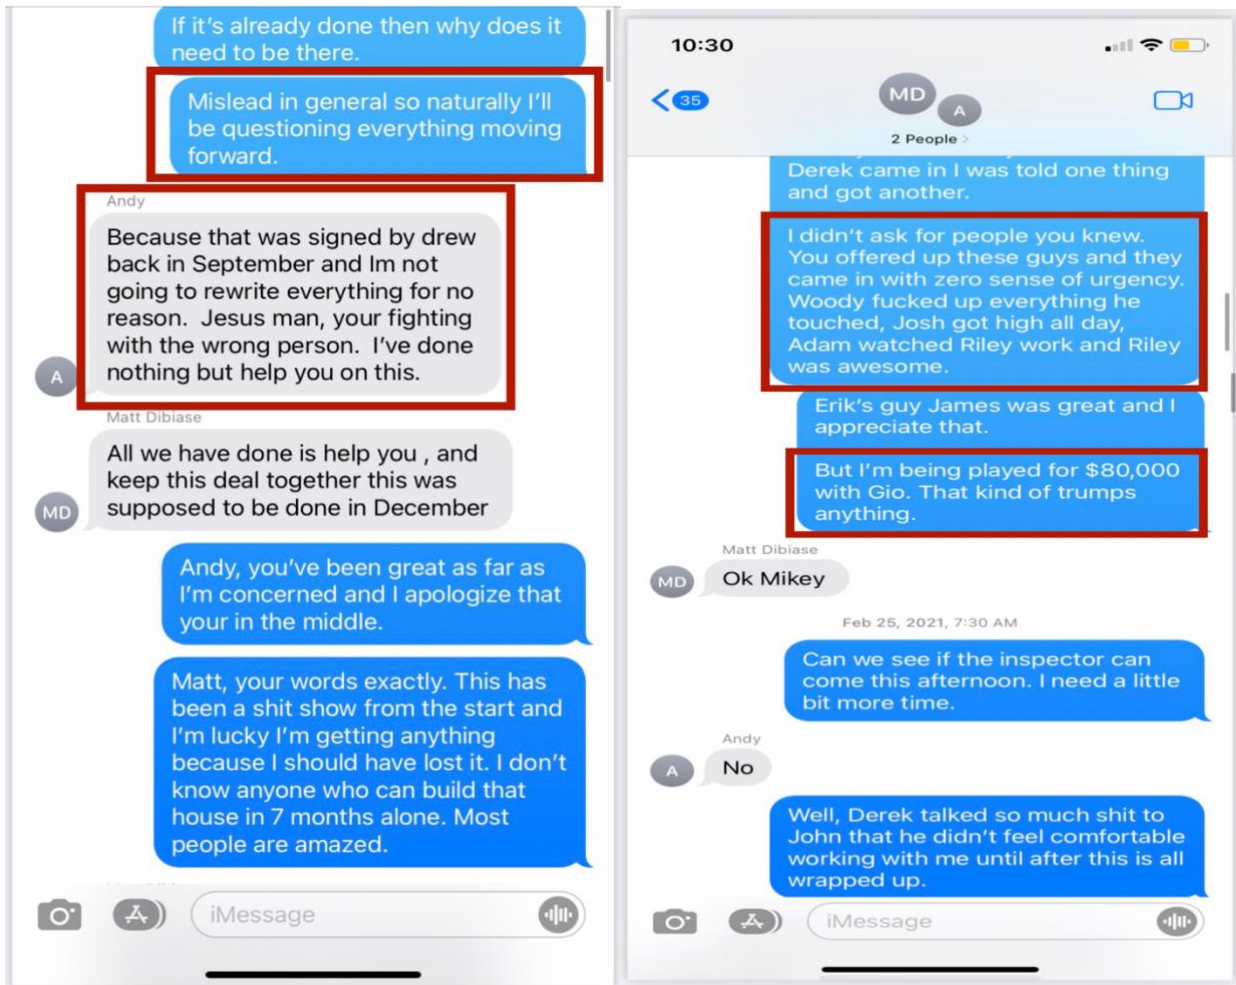 If it's already done then why does it
need to be there.
Mislead in general so naturally I'll
be questioning everything moving
forward.
Andy
Because that was signed by drew
back in September and Im not
going to rewrite everything for no
reason.  Jesus man, your fighting
with the wrong person.  I've done
nothing but help you on this.
A
Matt Dibiase
All we have done is help you , and
keep this deal together this was
supposed to be done in December
MD
Andy, you've been great as far as
I'm concerned and I apologize that
your in the middle.
Matt, your words exactly. This has
been a shit show from the start and
I'm lucky I'm getting anything
because I should have lost it. I don't
know anyone who can build that
house in 7 months alone. Most
people are amazed.
iMessage
10:30
35
MD
A
2 People >
Derek came in I was told one thing
and got another.
I didn't ask for people you knew.
You offered up these guys and they
came in with zero sense of urgency.
Woody fucked up everything he
touched, Josh got high all day,
Adam watched Riley work and Riley
was awesome.
Erik's guy James was great and I
appreciate that.
But I'm being played for $80,000
with Gio. That kind of trumps
anything.
Matt Dibiase
MD
Ok Mikey
Feb 25, 2021, 7:30 AM
Can we see if the inspector can
come this afternoon. I need a little
bit more time.
Andy
A
No
Well, Derek talked so much shit to
John that he didn't feel comfortable
working with me until after this is all
wrapped up.
iMessage